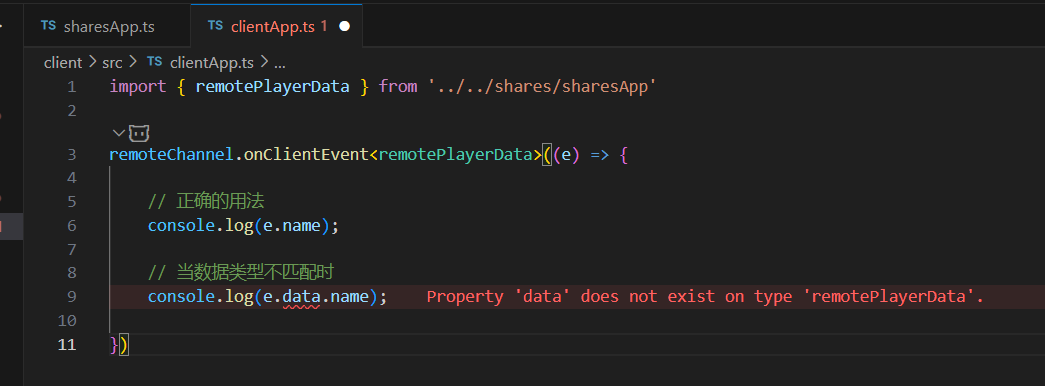 TS sharesApp.ts
TS clientApp.ts 1
client > src > TS clientApp.ts > ...
1 import { remotePlayerData } from '../../shares/sharesApp'
2
3 remoteChannel.onClientEvent<remotePlayerData>((e) => {
4
5 // 正确的用法
6 console.log(e.name);
7
8 // 当数据类型不匹配时
9 console.log(e.data.name); Property 'data' does not exist on type 'remotePlayerData'.
10
11 })